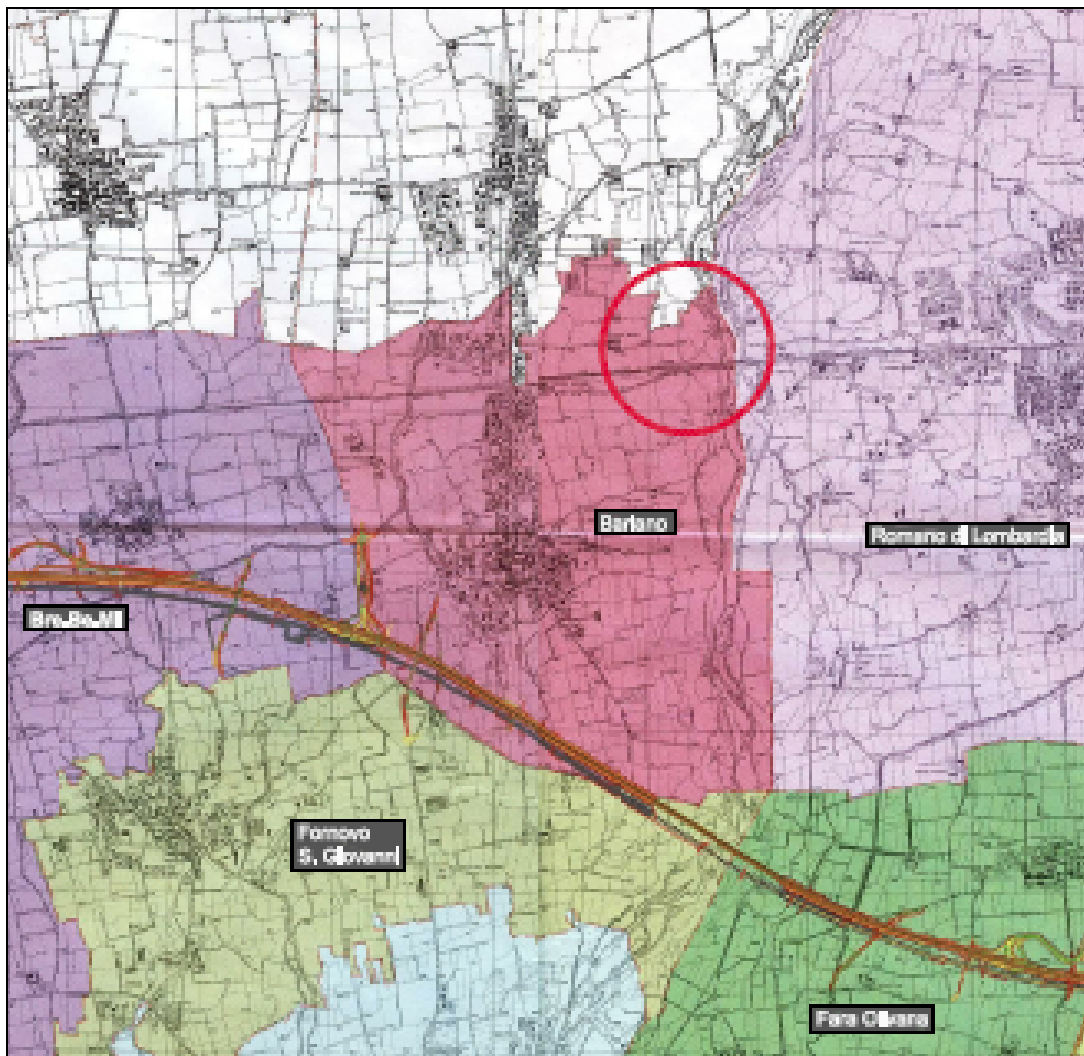 Bariano
Romano di Lombardia
Bre.Be.Mi
Fornovo
S. Giovanni
Fara Olivana